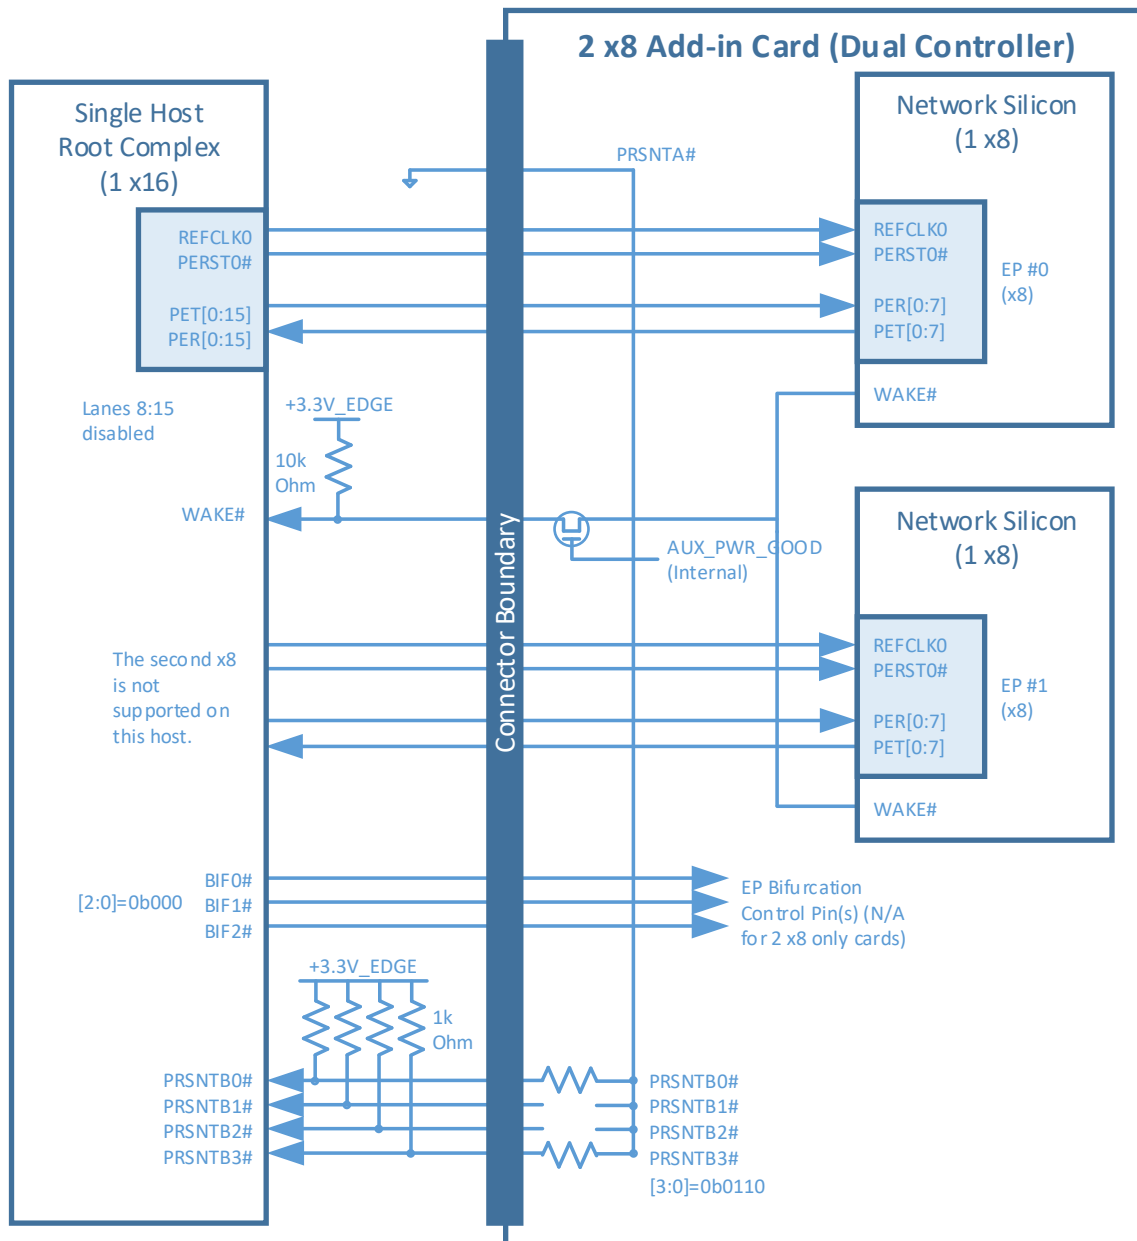 2 x8 Add-in Card (Dual Controller)
Single Host
Root Complex
(1 x16)
REFCLK0
PERST0#
PET[0:15]
PER[0:15]
Lanes 8:15
disabled
+3.3V_EDGE
10k
Ohm
WAKE#
The second x8
is not
supported on
this host.
BIF0#
[2:0]=0b000
BIF1#
BIF2#
+3.3V_EDGE
1k
Ohm
PRSNTB0#
PRSNTB1#
PRSNTB2#
PRSNTB3#
Connector Boundary
PRSNTA#
Network Silicon
(1 x8)
REFCLK0
PERST0#
EP #0
(x8)
PER[0:7]
PET[0:7]
WAKE#
AUX_PWR_GOOD
(Internal)
Network Silicon
(1 x8)
REFCLK0
PERST0#
EP #1
(x8)
PER[0:7]
PET[0:7]
WAKE#
EP Bifurcation
Control Pin(s) (N/A
for 2 x8 only cards)
PRSNTB0#
PRSNTB1#
PRSNTB2#
PRSNTB3#
[3:0]=0b0110